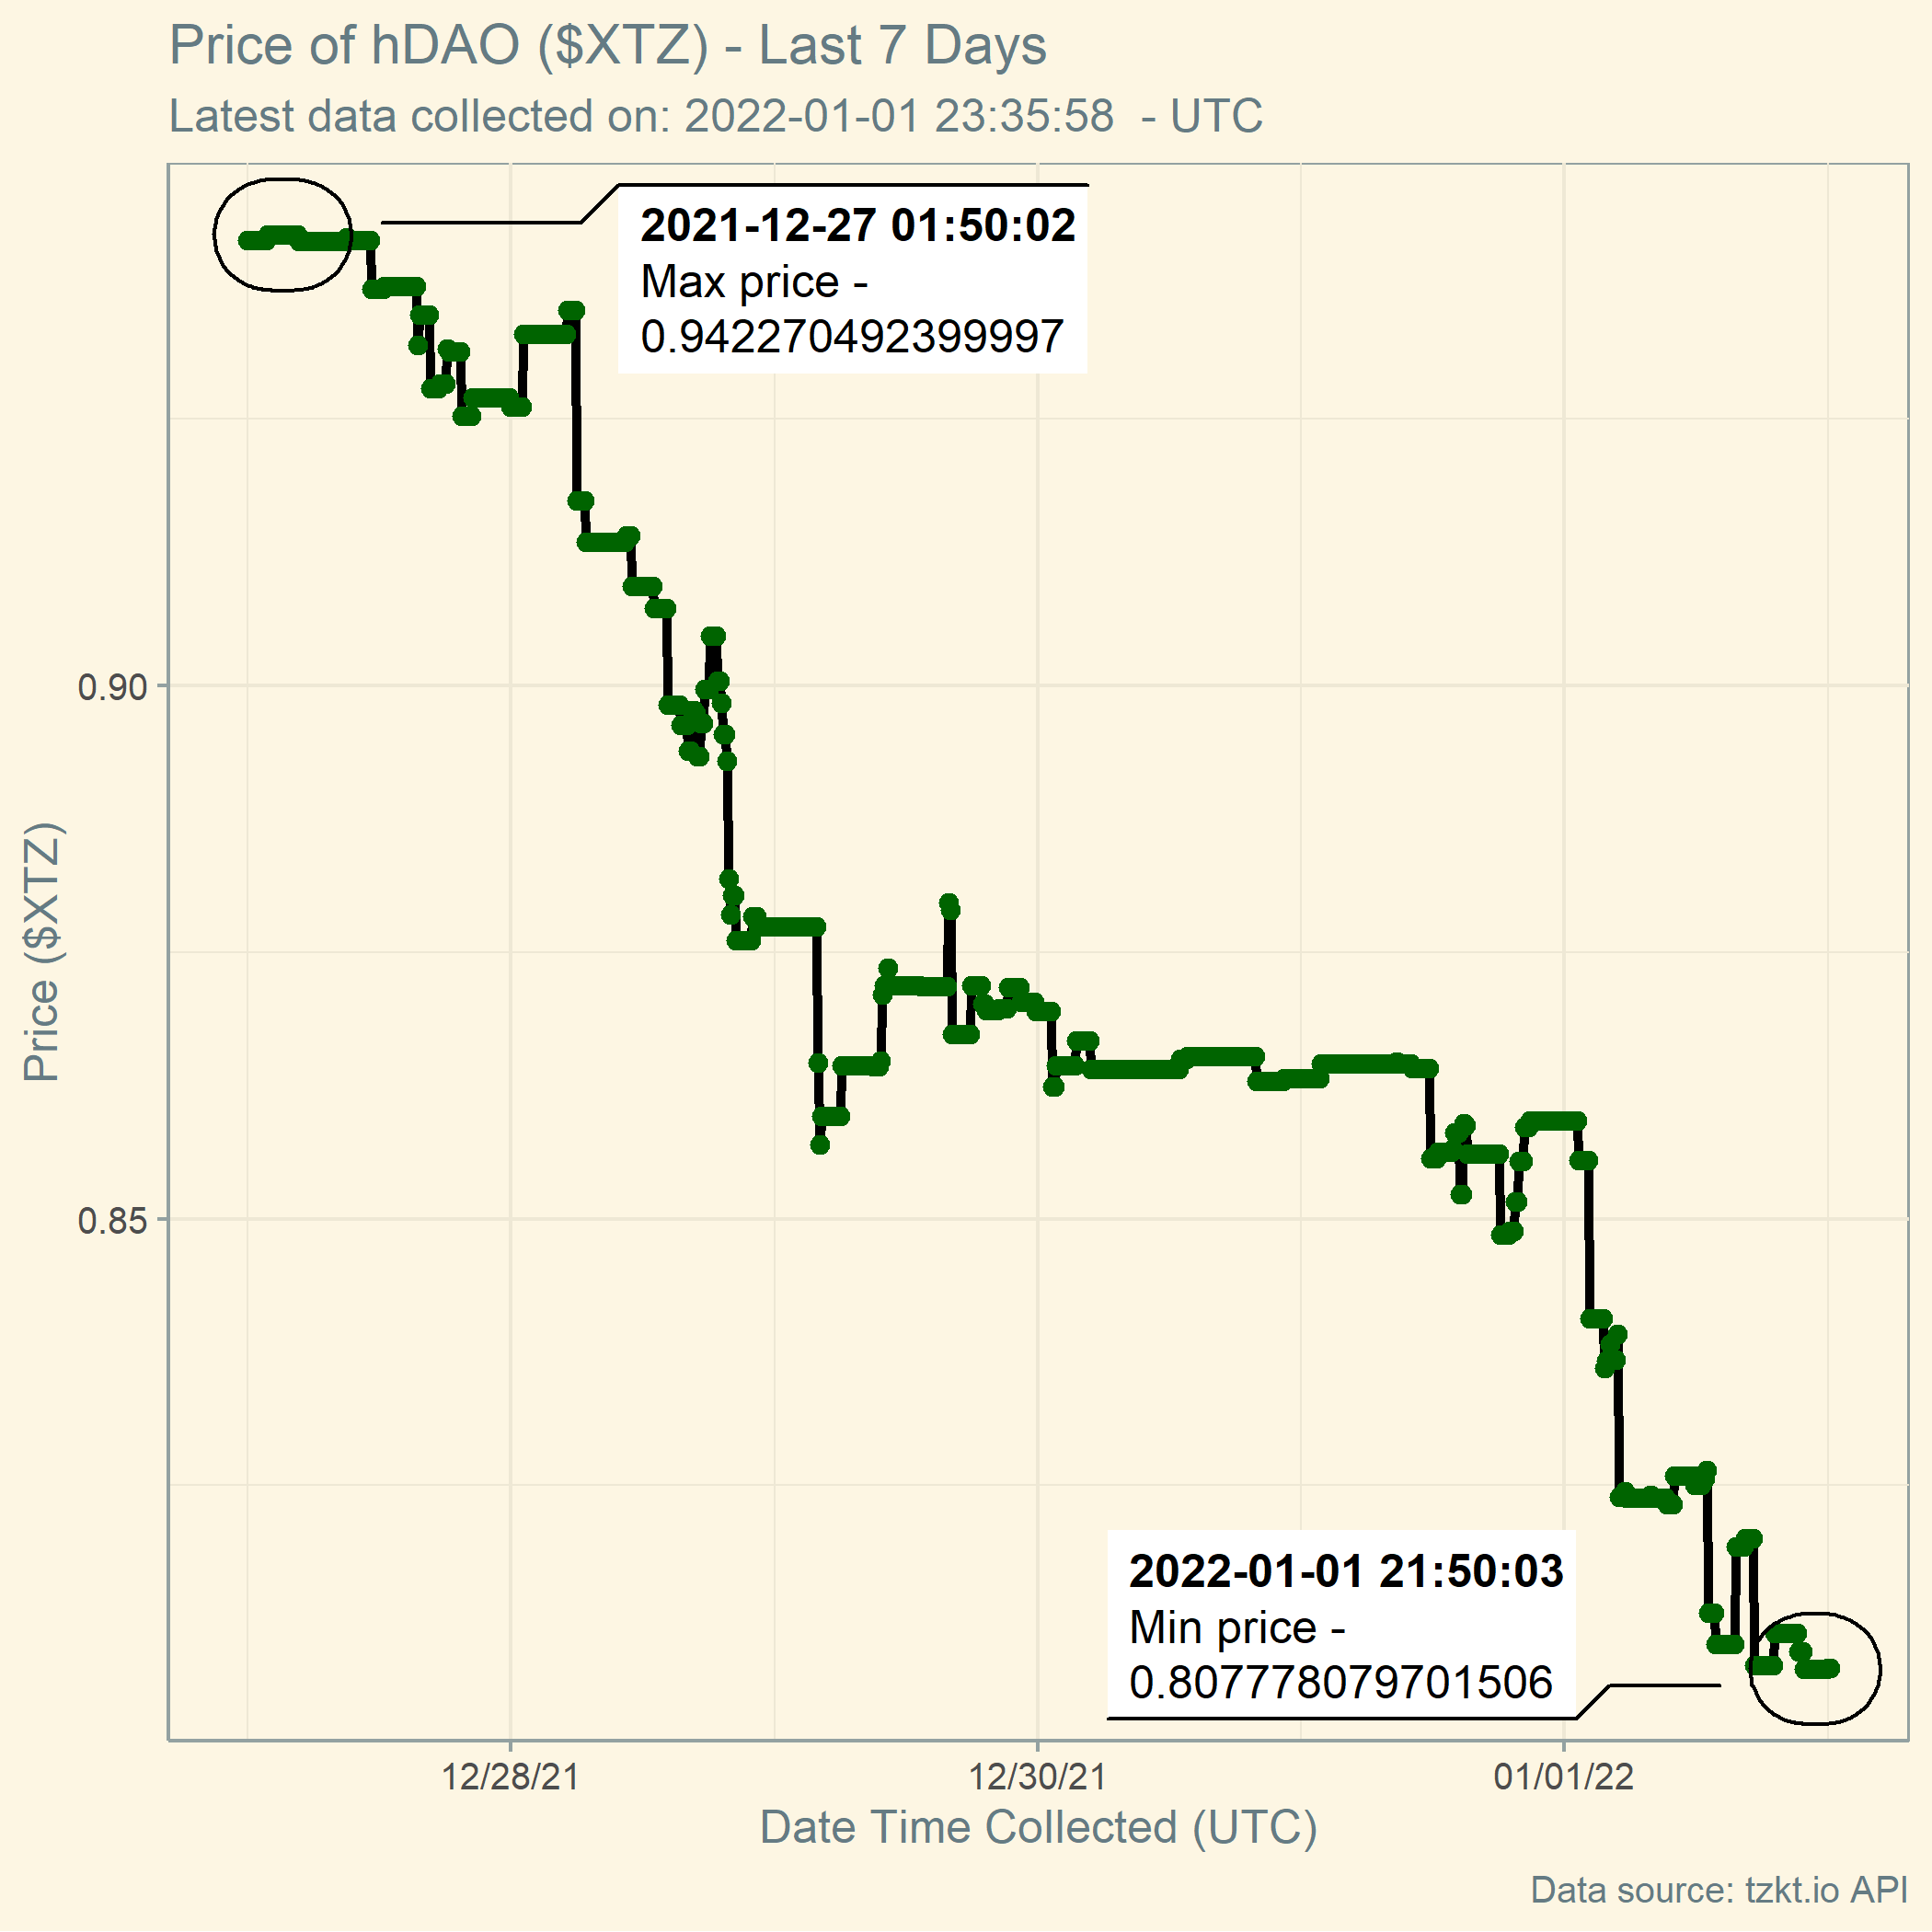 Price of hDAO ($XTZ) - Last 7 Days
Latest data collected on: 2022-01-01 23:35:58  - UTC
2021-12-27 01:50:02
Max price -
0.942270492399997
0.90
Price ($XTZ)
0.85
2022-01-01 21:50:03
Min price -
0.807778079701506
12/28/21
12/30/21
01/01/22
Date Time Collected (UTC)
Data source: tzkt.io API